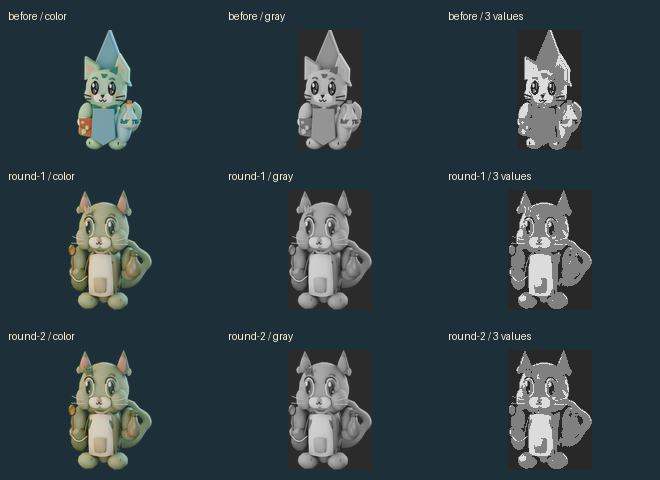 before / color
before / gray
before / 3 values
round-1 / color
round-1 / gray
round-1 / 3 values
round-2 / color
round-2 / gray
round-2 / 3 values